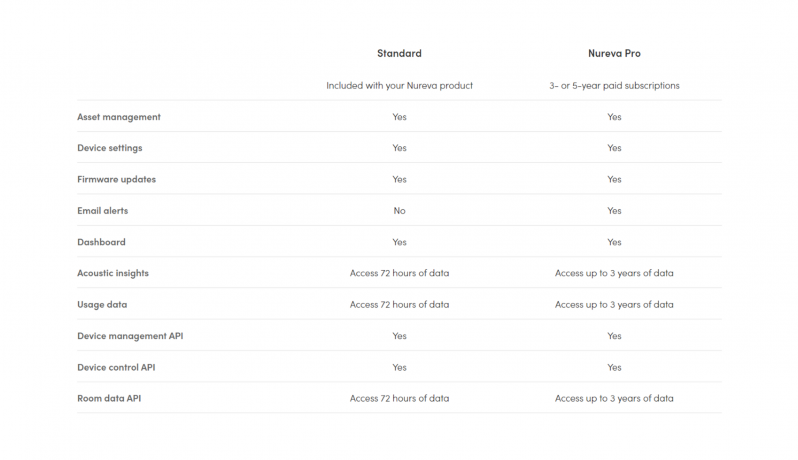 Standard Nureva Pro
Included with your Nureva product 3- or 5-year paid subscriptions
Asset management Yes Yes
Device settings Yes Yes
Firmware updates Yes Yes
Email alerts No Yes
Dashboard Yes Yes
Acoustic insights Access 72 hours of data Access up to 3 years of data
Usage data Access 72 hours of data Access up to 3 years of data
Device management API Yes Yes
Device control API Yes Yes
Room data API Access 72 hours of data Access up to 3 years of data